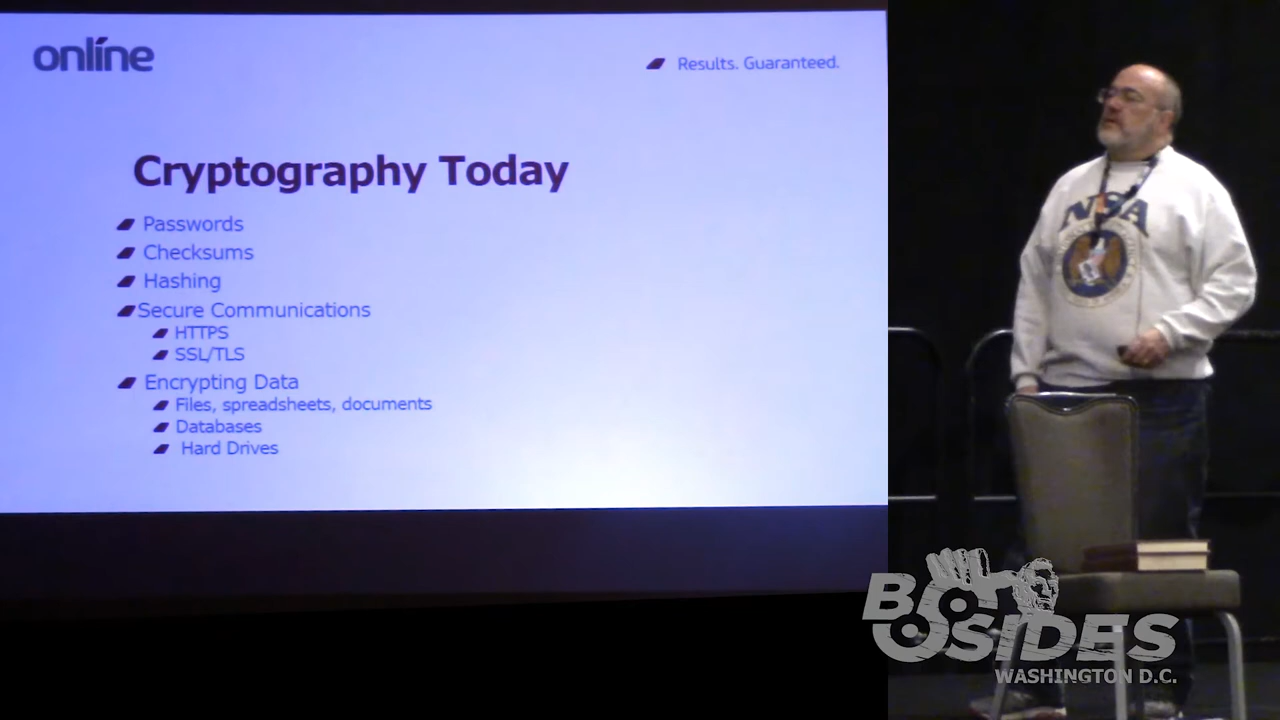 online
Results. Guaranteed.
Cryptography Today
Passwords
Checksums
Hashing
Secure Communications
HTTPS
SSL/TLS
Encrypting Data
Files, spreadsheets, documents
Databases
Hard Drives
NSA
BSIDES
WASHINGTON D.C.